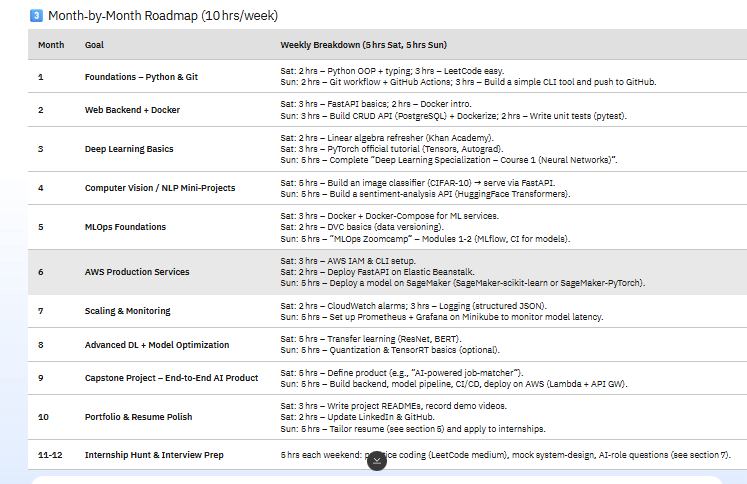 3 Month-by-Month Roadmap (10 hrs/week)
Month Goal Weekly Breakdown (5 hrs Sat, 5 hrs Sun)
1 Foundations – Python & Git Sat: 2 hrs – Python OOP + typing; 3 hrs – LeetCode easy.
Sun: 2 hrs – Git workflow + GitHub Actions; 3 hrs – Build a simple CLI tool and push to GitHub.
2 Web Backend + Docker Sat: 3 hrs – FastAPI basics; 2 hrs – Docker intro.
Sun: 3 hrs – Build CRUD API (PostgreSQL) + Dockerize; 2 hrs – Write unit tests (pytest).
3 Deep Learning Basics Sat: 2 hrs – Linear algebra refresher (Khan Academy).
Sat: 3 hrs – PyTorch official tutorial (Tensors, Autograd).
Sun: 5 hrs – Complete “Deep Learning Specialization – Course 1 (Neural Networks)”.
4 Computer Vision / NLP Mini-Projects Sat: 5 hrs – Build an image classifier (CIFAR-10) → serve via FastAPI.
Sun: 5 hrs – Build a sentiment-analysis API (HuggingFace Transformers).
5 MLOps Foundations Sat: 3 hrs – Docker + Docker-Compose for ML services.
Sat: 2 hrs – DVC basics (data versioning).
Sun: 5 hrs – “MLOps Zoomcamp” – Modules 1-2 (MLflow, CI for models).
6 AWS Production Services Sat: 3 hrs – AWS IAM & CLI setup.
Sat: 2 hrs – Deploy FastAPI on Elastic Beanstalk.
Sun: 5 hrs – Deploy a model on SageMaker (SageMaker-scikit-learn or SageMaker-PyTorch).
7 Scaling & Monitoring Sat: 2 hrs – CloudWatch alarms; 3 hrs – Logging (structured JSON).
Sun: 5 hrs – Set up Prometheus + Grafana on Minikube to monitor model latency.
8 Advanced DL + Model Optimization Sat: 5 hrs – Transfer learning (ResNet, BERT).
Sun: 5 hrs – Quantization & TensorRT basics (optional).
9 Capstone Project – End-to-End AI Product Sat: 5 hrs – Define product (e.g., “AI-powered job-matcher”).
Sun: 5 hrs – Build backend, model pipeline, CI/CD, deploy on AWS (Lambda + API GW).
10 Portfolio & Resume Polish Sat: 3 hrs – Write project READMEs, record demo videos.
Sat: 2 hrs – Update LinkedIn & GitHub.
Sun: 5 hrs – Tailor resume (see section 5) and apply to internships.
11-12 Internship Hunt & Interview Prep 5 hrs each weekend: coding (LeetCode medium), mock system-design, AI-role questions (see section 7).